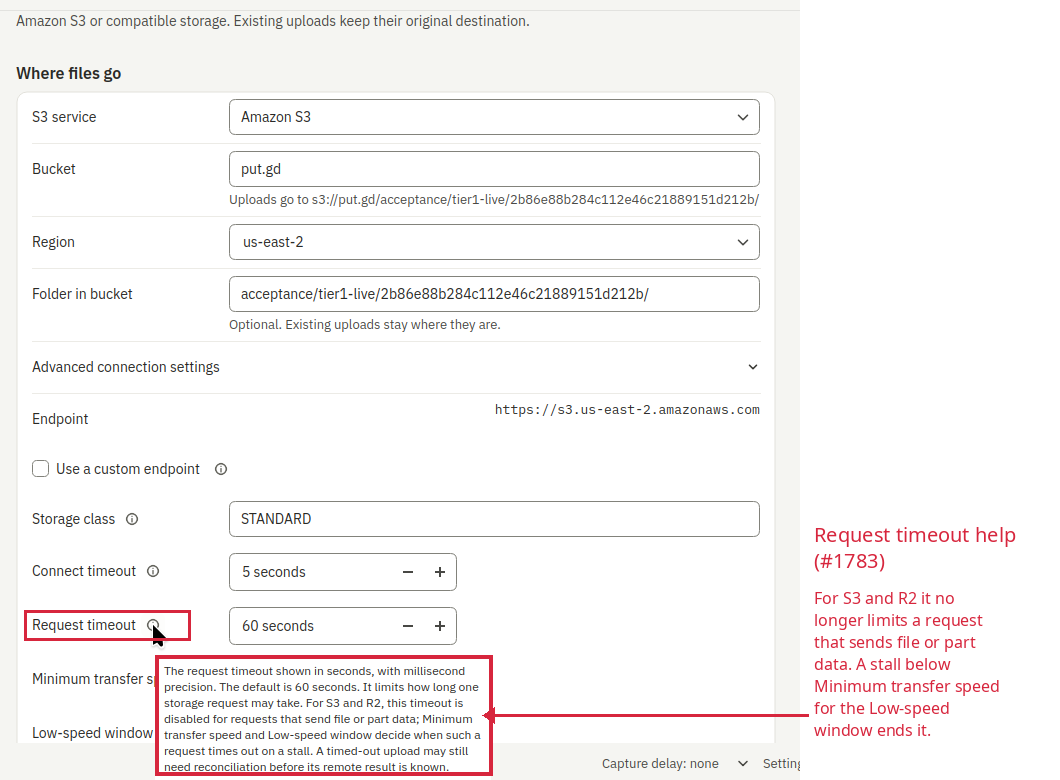 Amazon S3 or compatible storage. Existing uploads keep their original destination.
Where files go
S3 service
Amazon S3
Bucket
put.gd
Uploads go to s3://put.gd/acceptance/tier1-live/2b86e88b284c112e46c21889151d212b/
Region
us-east-2
Folder in bucket
acceptance/tier1-live/2b86e88b284c112e46c21889151d212b/
Optional. Existing uploads stay where they are.
Advanced connection settings
Endpoint
https://s3.us-east-2.amazonaws.com
Use a custom endpoint
Storage class
STANDARD
Connect timeout
5 seconds
Request timeout
60 seconds
Minimum transfer s
Low-speed window
The request timeout shown in seconds, with millisecond
precision. The default is 60 seconds. It limits how long one
storage request may take. For S3 and R2, this timeout is
disabled for requests that send file or part data; Minimum
transfer speed and Low-speed window decide when such a
request times out on a stall. A timed-out upload may still
need reconciliation before its remote result is known.
Capture delay: none
Setting
Request timeout help
(#1783)
For S3 and R2 it no
longer limits a request
that sends file or part
data. A stall below
Minimum transfer speed
for the Low-speed
window ends it.